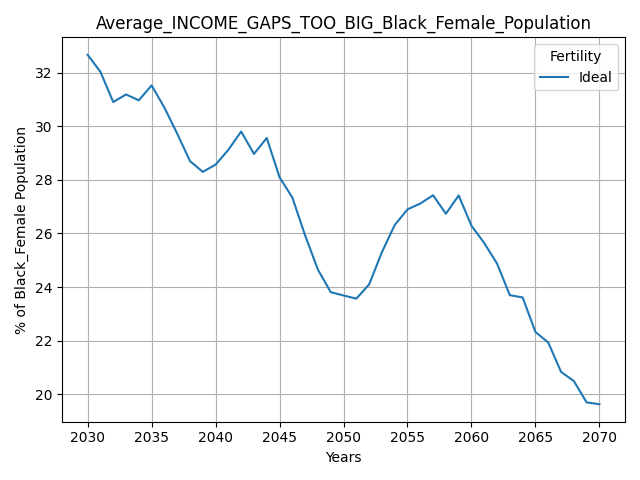 Average_INCOME_GAPS_TOO_BIG_Black_Female_Population
Fertility
Ideal
% of Black_Female Population
32
30
28
26
24
22
20
2030 2035 2040 2045 2050 2055 2060 2065 2070
Years